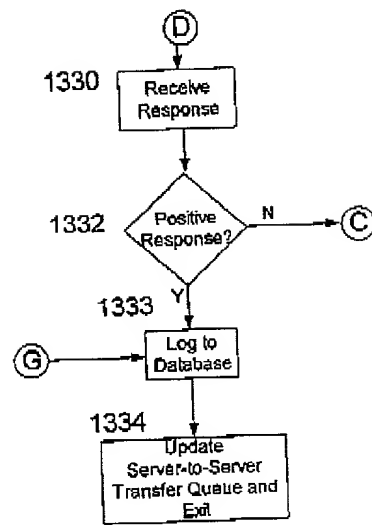 D
1330
Receive
Response
1332
Positive
Response?
N
C
Y
1333
G
Log to
Database
1334
Update
Server-to-Server
Transfer Queue and
Exit